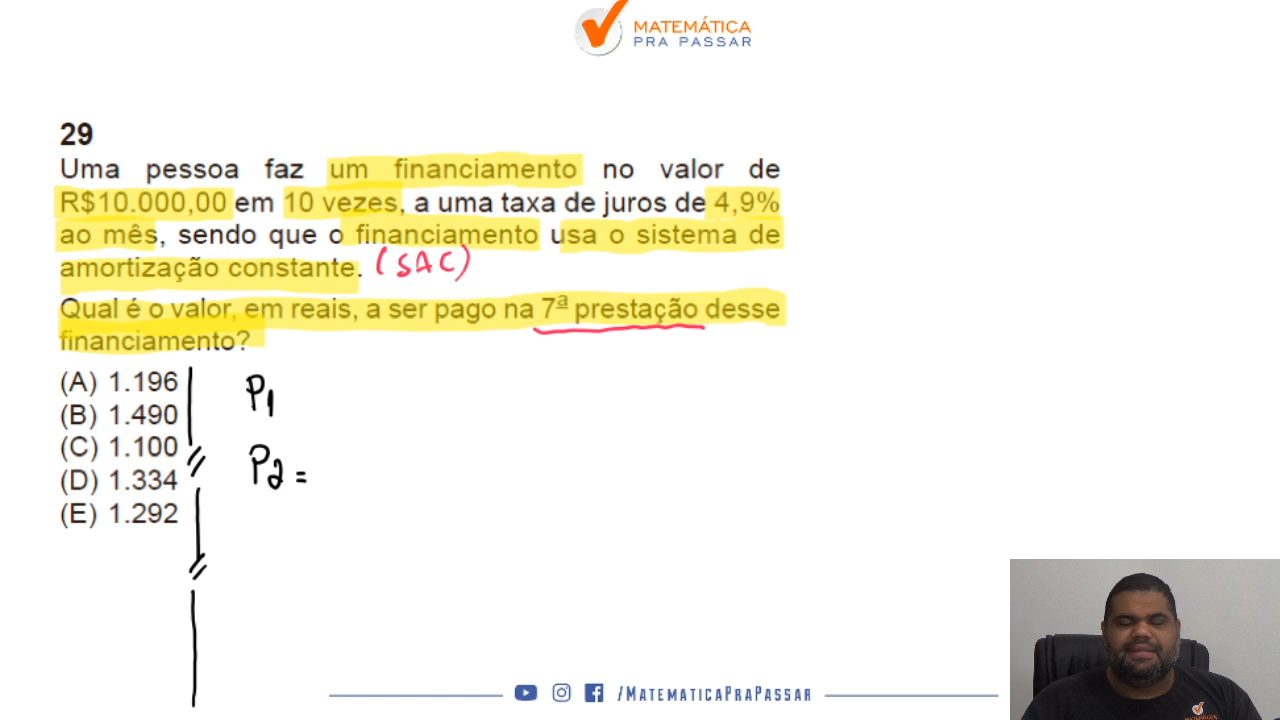 MATEMÁTICA
PRA PASSAR
29
Uma pessoa faz um financiamento no valor de
R$10.000,00 em 10 vezes, a uma taxa de juros de 4,9%
ao mês, sendo que o financiamento usa o sistema de
amortização constante. (SAC)
Qual é o valor, em reais, a ser pago na 7ª prestação desse
financiamento?
(A) 1.196
(B) 1.490
(C) 1.100
(D) 1.334
(E) 1.292
P1
P2 =
/MATEMATICAPRAPASSAR